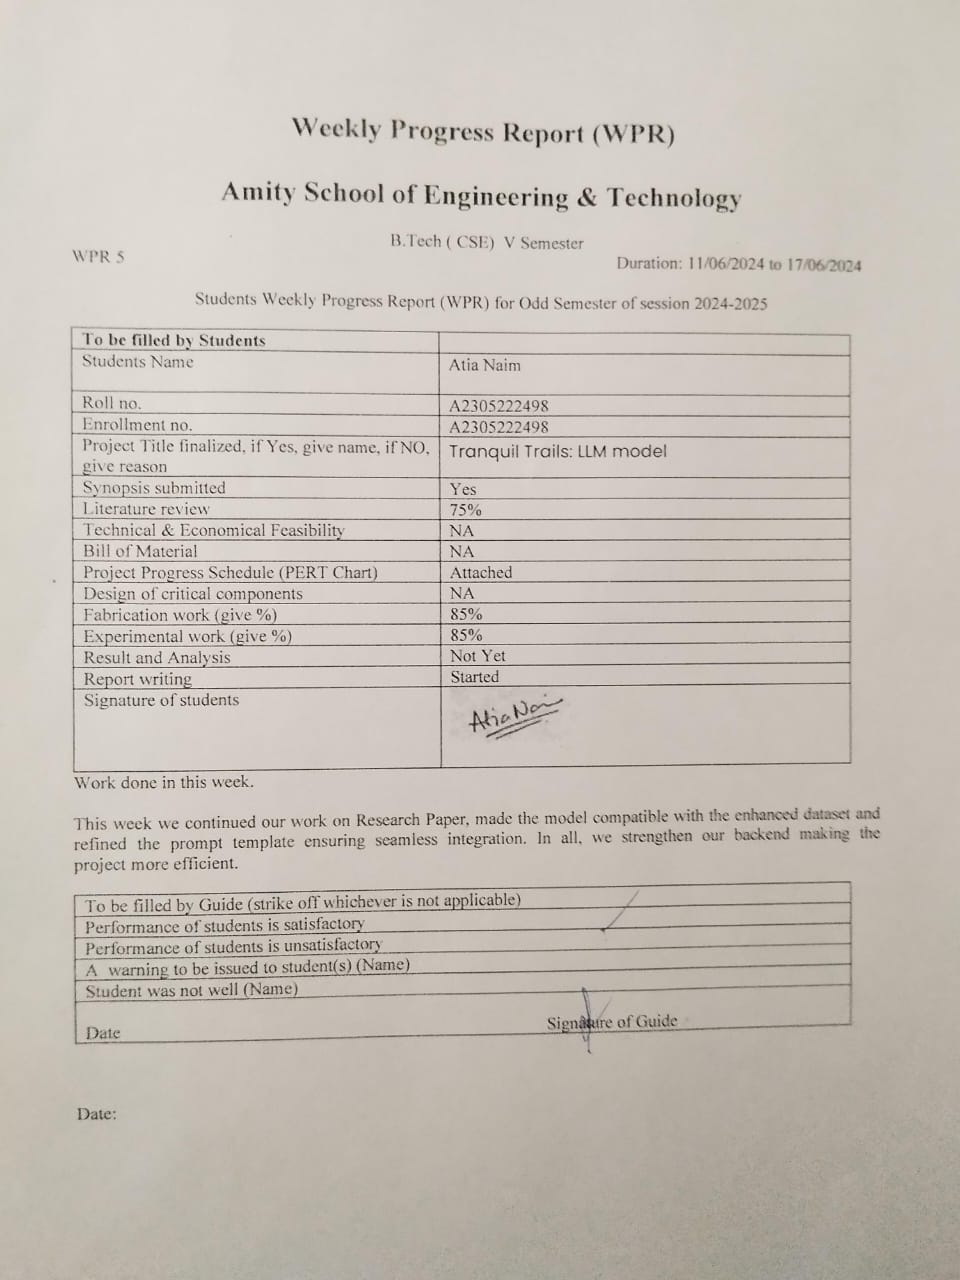 Weekly Progress Report (WPR)
Amity School of Engineering & Technology
B.Tech ( CSE) V Semester
WPR 5
Duration: 11/06/2024 to 17/06/2024
Students Weekly Progress Report (WPR) for Odd Semester of session 2024-2025
To be filled by Students
Students Name Atia Naim
Roll no. A2305222498
Enrollment no. A2305222498
Project Title finalized, if Yes, give name, if NO, Tranquil Trails: LLM model
give reason
Synopsis submitted Yes
Literature review 75%
Technical & Economical Feasibility NA
Bill of Material NA
Project Progress Schedule (PERT Chart) Attached
Design of critical components NA
Fabrication work (give %) 85%
Experimental work (give %) 85%
Result and Analysis Not Yet
Report writing Started
Signature of students Atia Nai
Work done in this week.
This week we continued our work on Research Paper, made the model compatible with the enhanced dataset and
refined the prompt template ensuring seamless integration. In all, we strengthen our backend making the
project more efficient.
To be filled by Guide (strike off whichever is not applicable)
Performance of students is satisfactory
Performance of students is unsatisfactory
A warning to be issued to student(s) (Name)
Student was not well (Name)
Date Signature of Guide
Date: